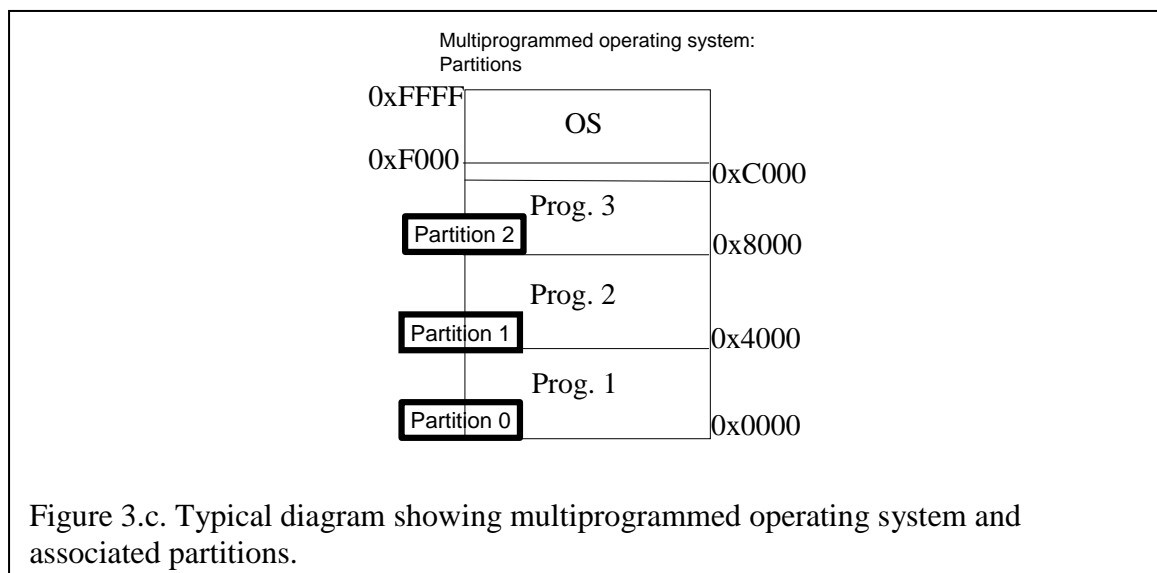 Multiprogrammed operating system:
Partitions
0xFFFF
OS
0xF000
0xC000
Prog. 3
Partition 2
0x8000
Prog. 2
Partition 1
0x4000
Prog. 1
Partition 0
0x0000
Figure 3.c. Typical diagram showing multiprogrammed operating system and
associated partitions.